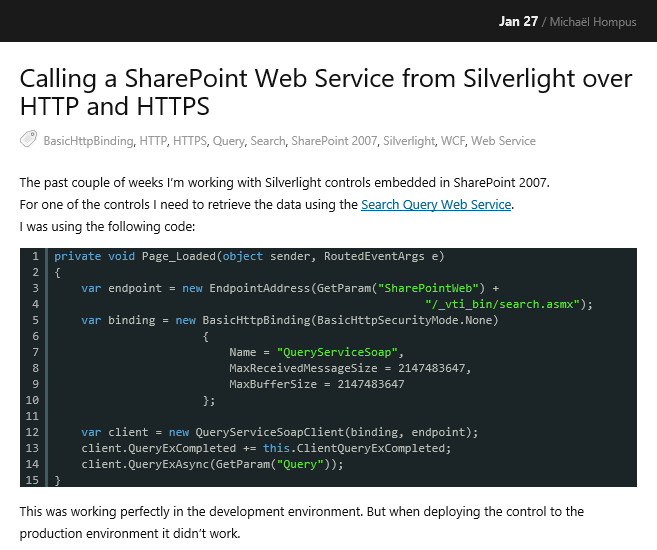 Jan 27 / Michaël Hompus
Calling a SharePoint Web Service from Silverlight over
HTTP and HTTPS
BasicHttpBinding, HTTP, HTTPS, Query, Search, SharePoint 2007, Silverlight, WCF, Web Service
The past couple of weeks I'm working with Silverlight controls embedded in SharePoint 2007.
For one of the controls I need to retrieve the data using the Search Query Web Service.
I was using the following code:
1 private void Page_Loaded(object sender, RoutedEventArgs e)
2 {
3     var endpoint = new EndpointAddress(GetParam("SharePointWeb") +
4                                                        "/_vti_bin/search.asmx");
5     var binding = new BasicHttpBinding(BasicHttpSecurityMode.None)
6                       {
7                           Name = "QueryServiceSoap",
8                           MaxReceivedMessageSize = 2147483647,
9                           MaxBufferSize = 2147483647
10                       };
11
12     var client = new QueryServiceSoapClient(binding, endpoint);
13     client.QueryExCompleted += this.ClientQueryExCompleted;
14     client.QueryExAsync(GetParam("Query"));
15 }
This was working perfectly in the development environment. But when deploying the control to the
production environment it didn't work.